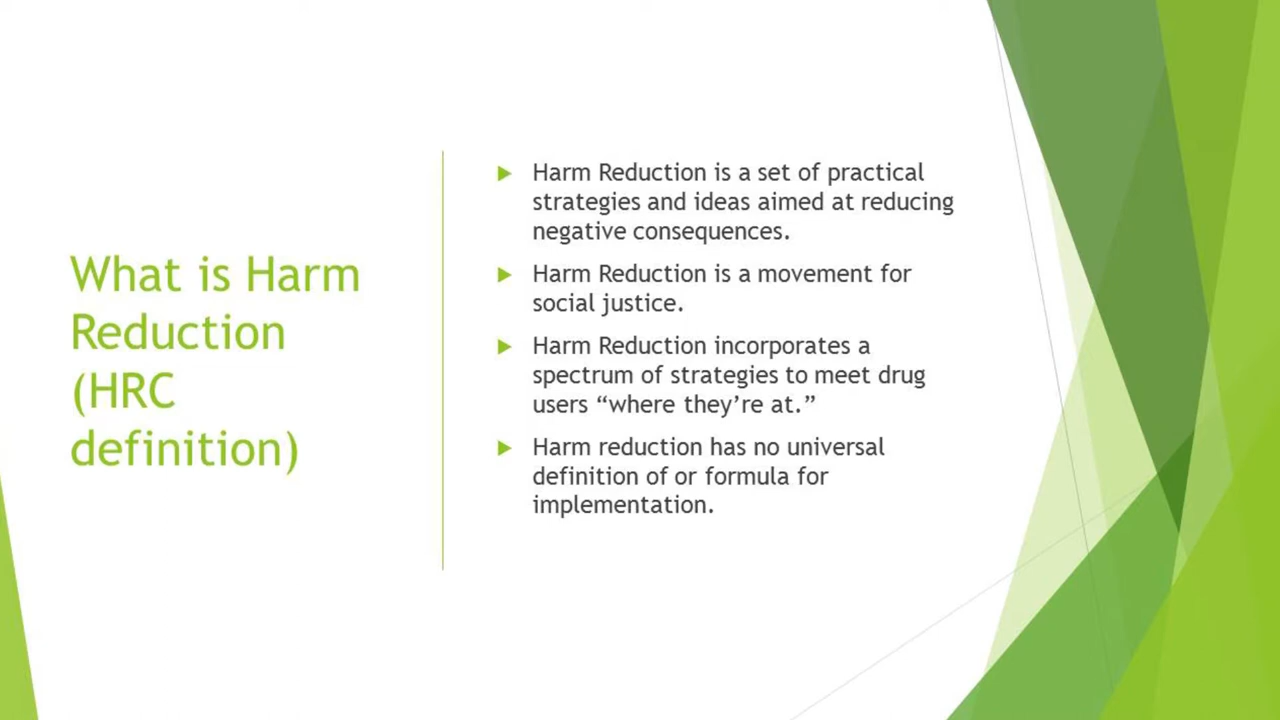 What is Harm
Reduction
(HRC
definition)
Harm Reduction is a set of practical
strategies and ideas aimed at reducing
negative consequences.
Harm Reduction is a movement for
social justice.
Harm Reduction incorporates a
spectrum of strategies to meet drug
users “where they’re at.”
Harm reduction has no universal
definition of or formula for
implementation.